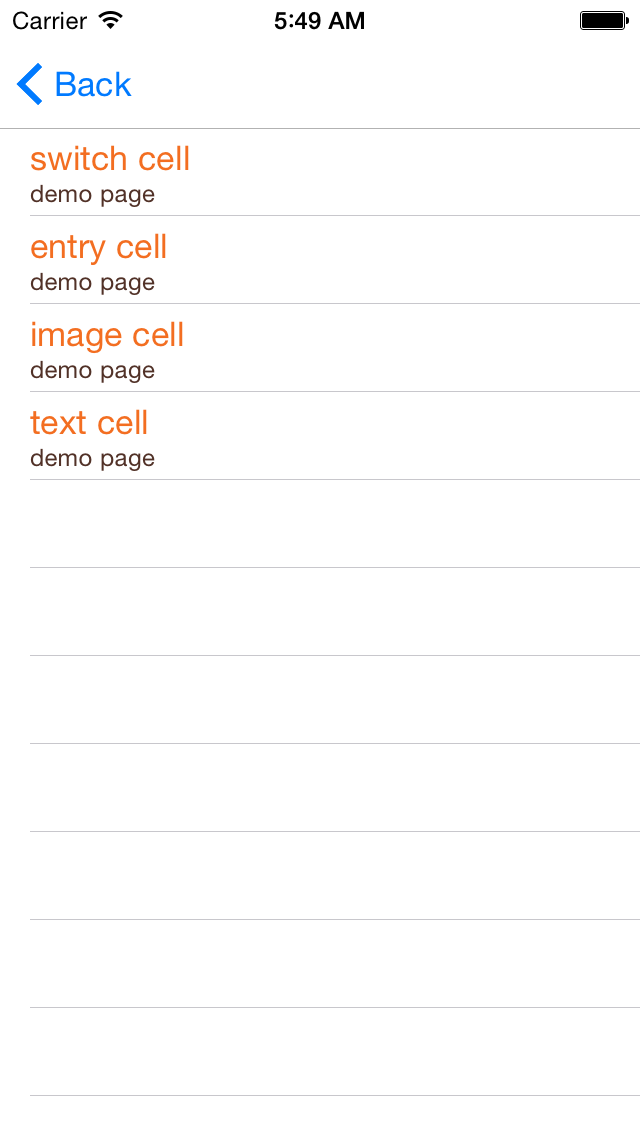 Carrier 5:49 AM
Back
switch cell
demo page
entry cell
demo page
image cell
demo page
text cell
demo page